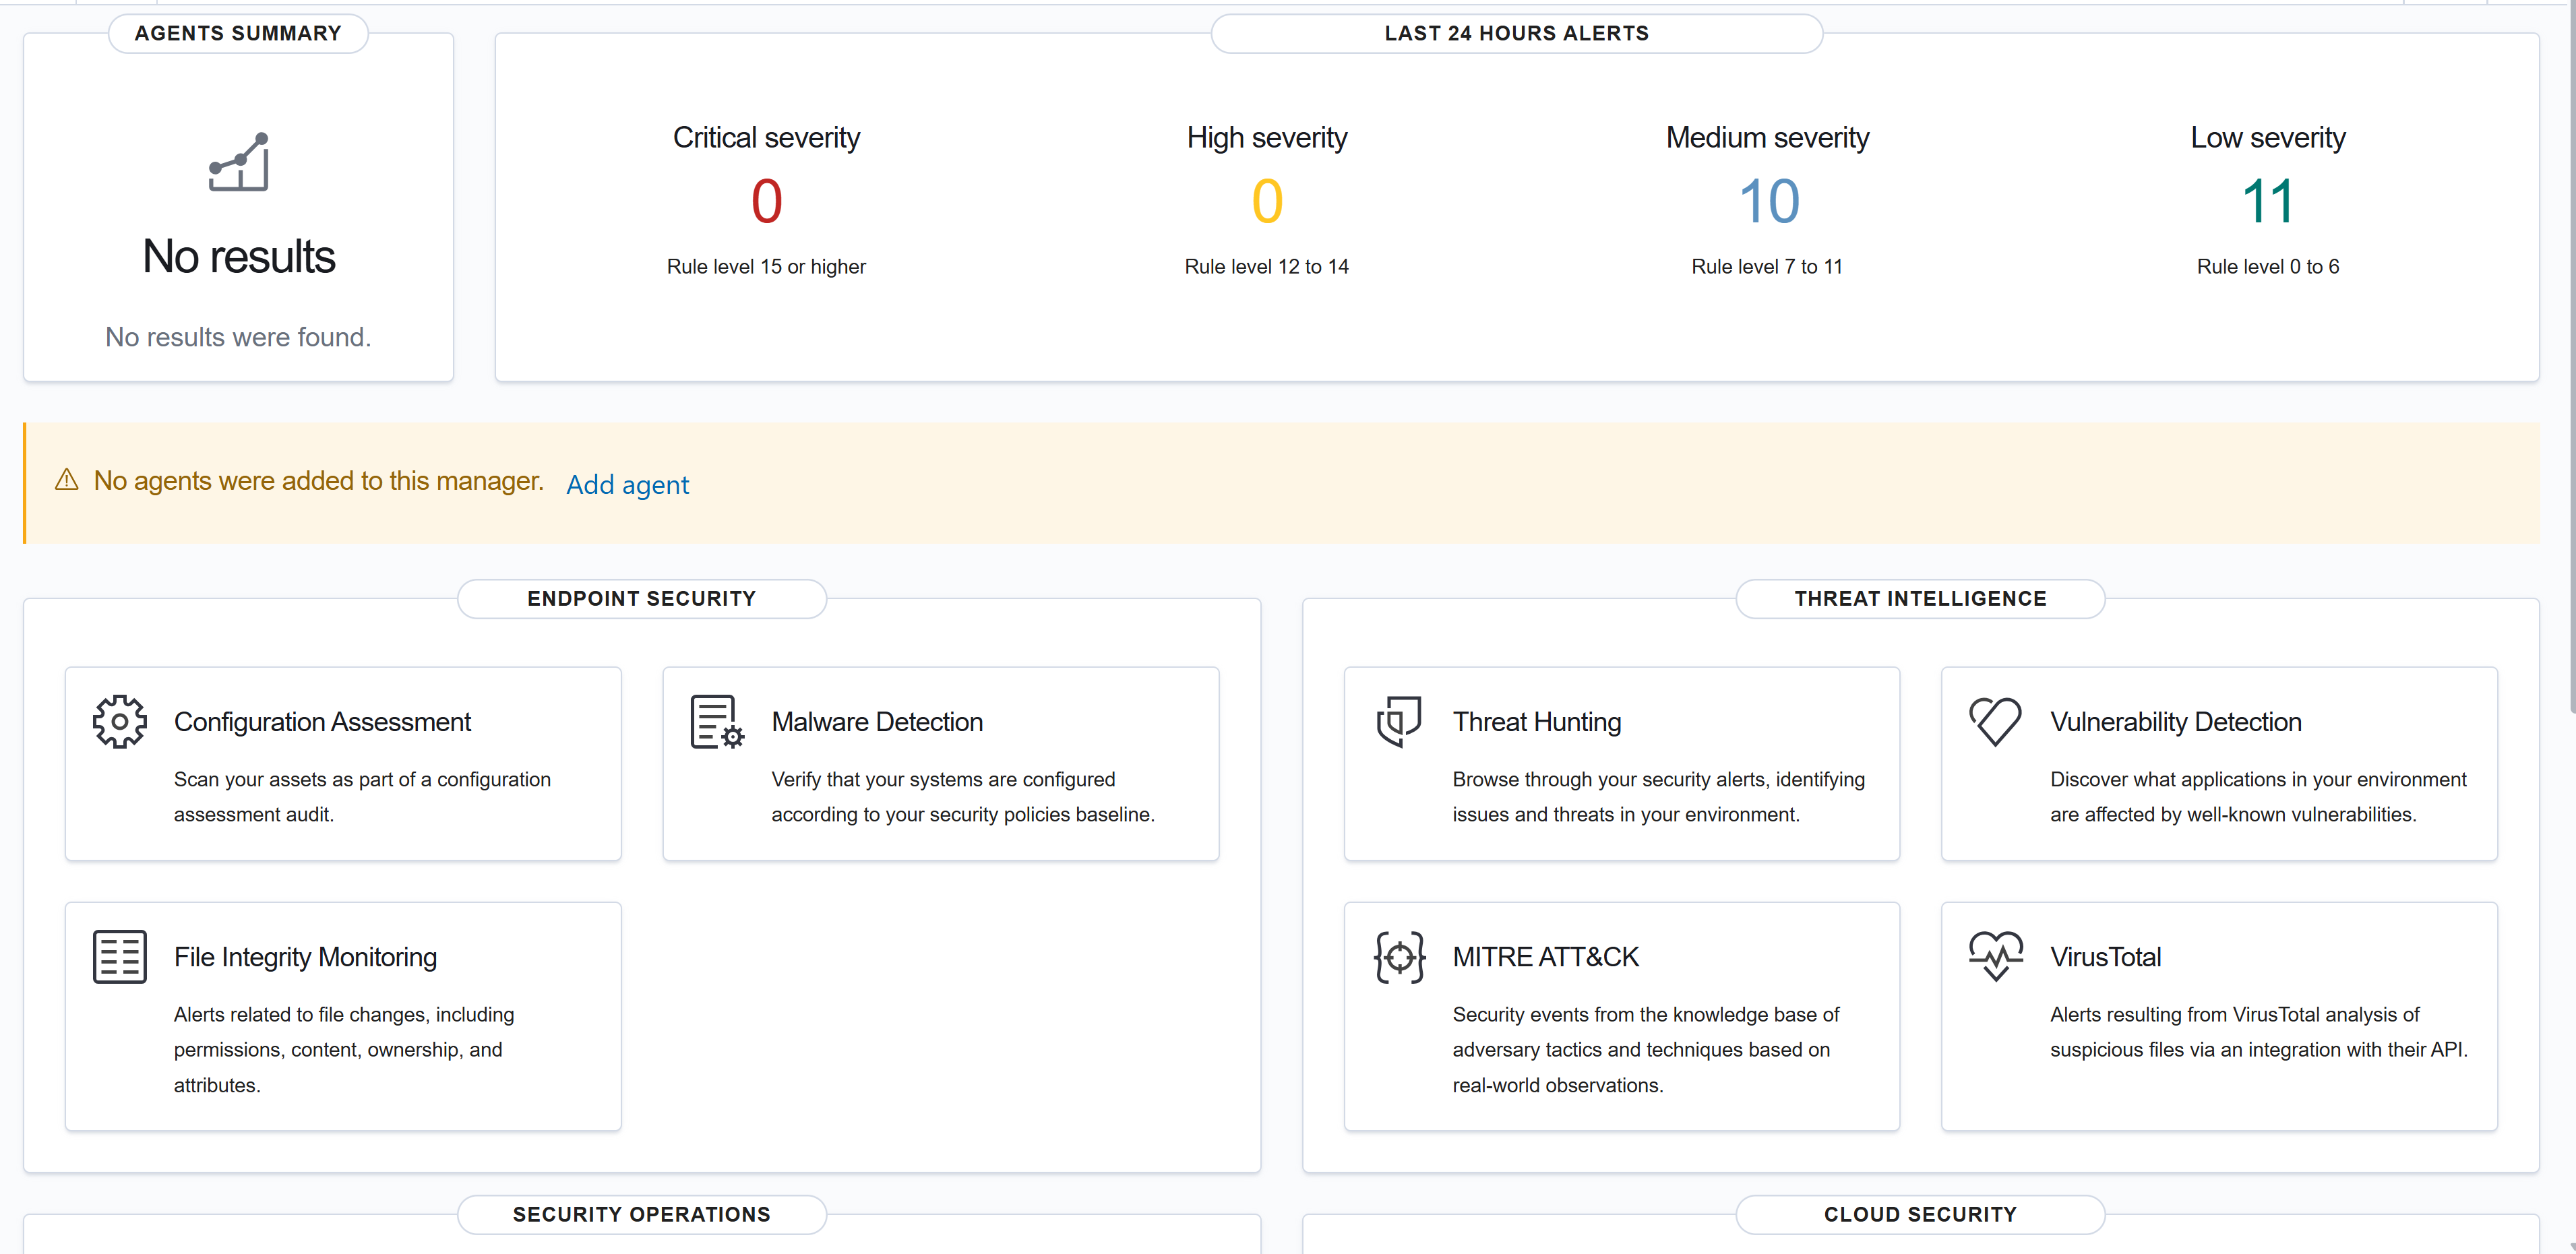 AGENTS SUMMARY
No results
No results were found.
LAST 24 HOURS ALERTS
Critical severity
0
Rule level 15 or higher
High severity
0
Rule level 12 to 14
Medium severity
10
Rule level 7 to 11
Low severity
11
Rule level 0 to 6
No agents were added to this manager. Add agent
ENDPOINT SECURITY
Configuration Assessment
Scan your assets as part of a configuration
assessment audit.
Malware Detection
Verify that your systems are configured
according to your security policies baseline.
File Integrity Monitoring
Alerts related to file changes, including
permissions, content, ownership, and
attributes.
THREAT INTELLIGENCE
Threat Hunting
Browse through your security alerts, identifying
issues and threats in your environment.
Vulnerability Detection
Discover what applications in your environment
are affected by well-known vulnerabilities.
MITRE ATT&CK
Security events from the knowledge base of
adversary tactics and techniques based on
real-world observations.
VirusTotal
Alerts resulting from VirusTotal analysis of
suspicious files via an integration with their API.
SECURITY OPERATIONS
CLOUD SECURITY